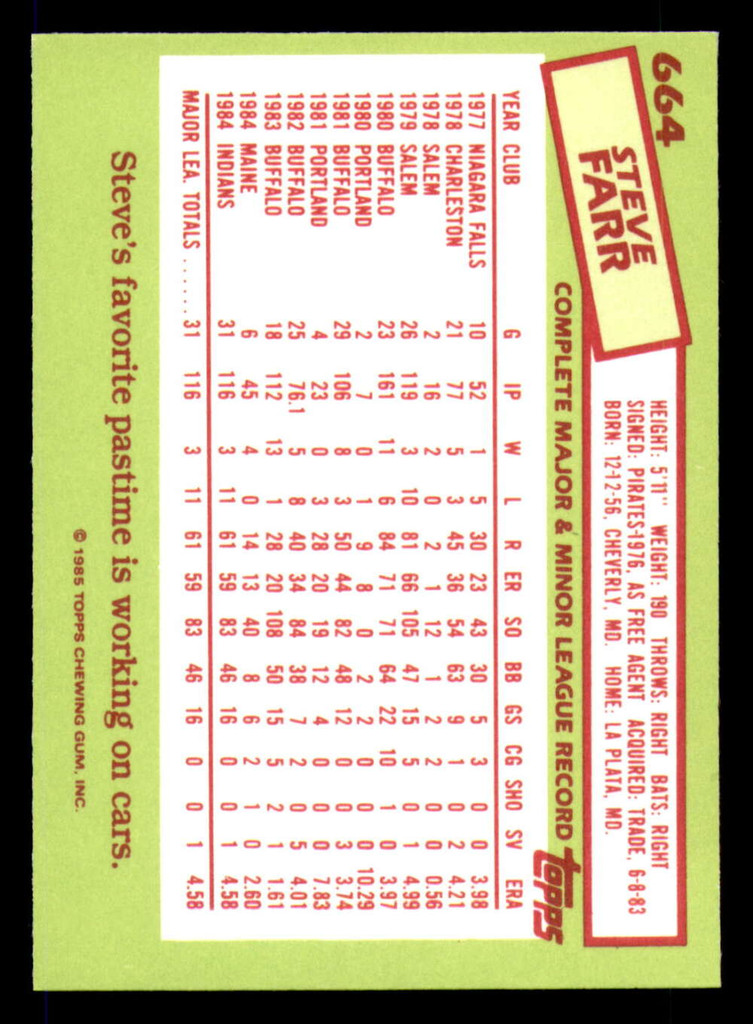 664
STEVE
FARR
HEIGHT: 5'11" WEIGHT: 190 THROWS: RIGHT BATS: RIGHT
SIGNED: PIRATES-1976, AS FREE AGENT ACQUIRED: TRADE, 6-8-83
BORN: 12-12-56, CHEVERLY, MD. HOME: LA PLATA, MD.
COMPLETE MAJOR & MINOR LEAGUE RECORD topps
YEAR CLUB G IP W L R ER SO BB GS CG SHO SV ERA
1977 NIAGARA FALLS 10 52 1 5 30 23 43 30 5 3 0 0 3.98
1978 CHARLESTON 21 77 5 3 45 36 54 63 9 1 0 2 4.21
1978 SALEM 2 16 2 0 2 1 12 1 2 2 0 0 0.56
1979 SALEM 26 119 3 10 81 66 105 47 15 5 0 1 4.99
1980 BUFFALO 23 161 11 6 84 71 71 64 22 10 1 0 3.97
1980 PORTLAND 2 7 0 1 9 8 0 2 2 0 0 0 10.29
1981 BUFFALO 29 106 8 3 50 44 82 48 12 0 0 3 3.74
1981 PORTLAND 4 23 0 3 28 20 19 12 4 0 0 0 7.83
1982 BUFFALO 25 76.1 5 8 40 34 84 38 7 2 0 5 4.01
1983 BUFFALO 18 112 13 1 28 20 108 50 15 5 2 1 1.61
1984 MAINE 6 45 4 0 14 13 40 8 6 2 1 0 2.60
1984 INDIANS 31 116 3 11 61 59 83 46 16 0 0 1 4.58
MAJOR LEA. TOTALS ...... 31 116 3 11 61 59 83 46 16 0 0 1 4.58
Steve's favorite pastime is working on cars.
© 1985 TOPPS CHEWING GUM, INC.